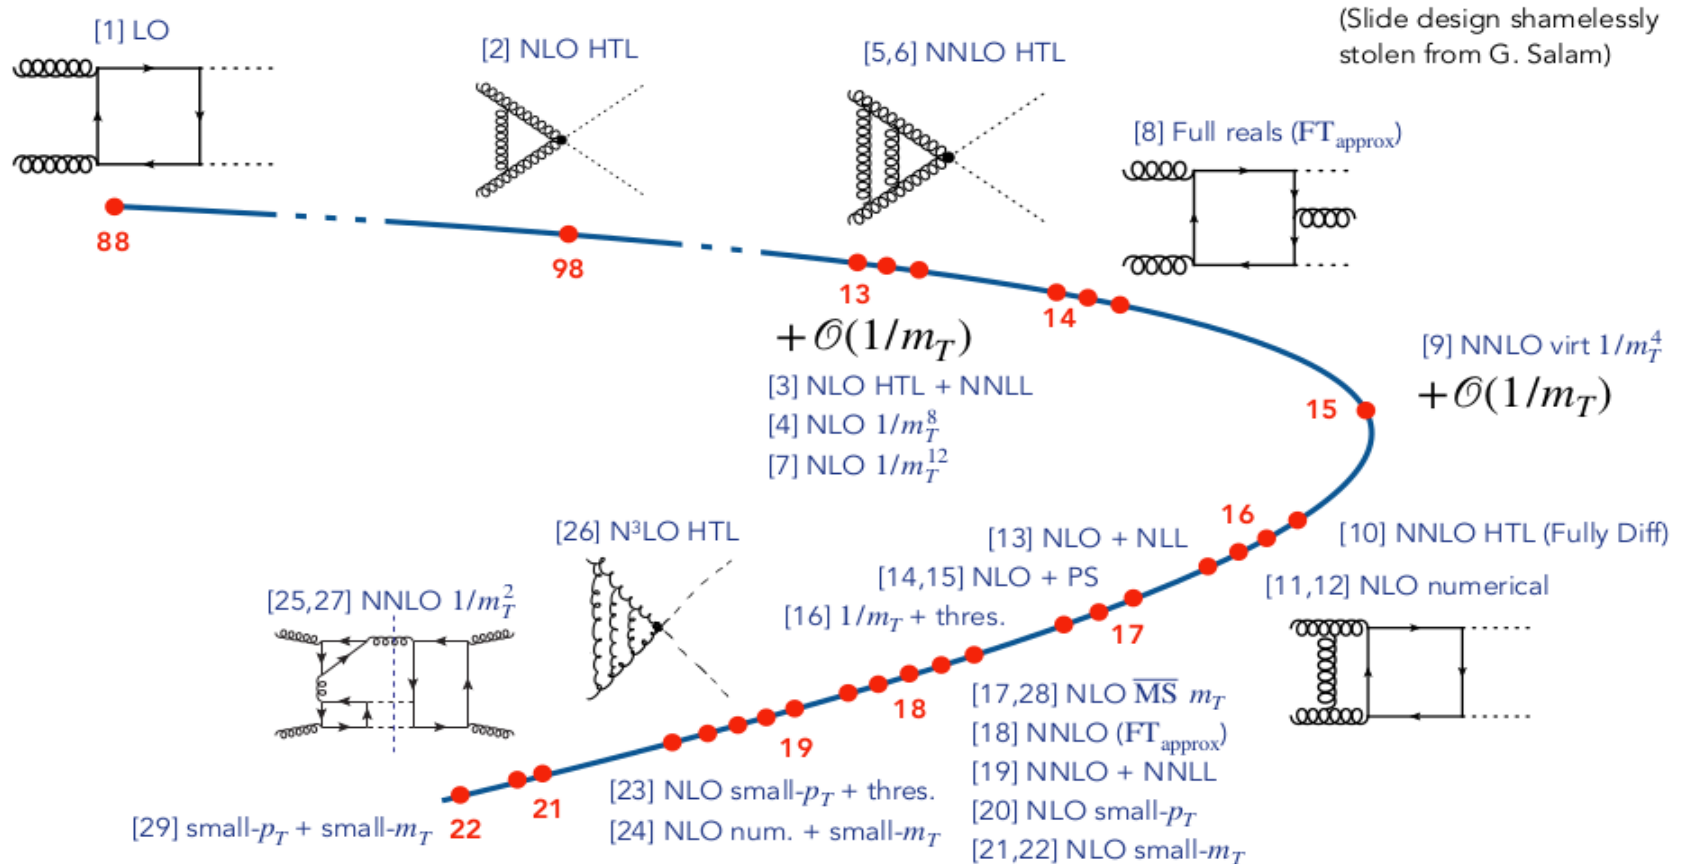 (Slide design shamelessly
stolen from G. Salam)
[1] LO
[2] NLO HTL
[5,6] NNLO HTL
[8] Full reals (FT_approx)
88
98
13
14
+𝒪(1/m_T)
[3] NLO HTL + NNLL
[4] NLO 1/m_T^8
[7] NLO 1/m_T^12
[9] NNLO virt 1/m_T^4
+𝒪(1/m_T)
15
16
[10] NNLO HTL (Fully Diff)
[11,12] NLO numerical
[13] NLO + NLL
[14,15] NLO + PS
[16] 1/m_T + thres.
17
[26] N³LO HTL
[25,27] NNLO 1/m_T^2
18
[17,28] NLO M̅S̅ m_T
[18] NNLO (FT_approx)
[19] NNLO + NNLL
[20] NLO small-p_T
[21,22] NLO small-m_T
19
[23] NLO small-p_T + thres.
[24] NLO num. + small-m_T
21
[29] small-p_T + small-m_T
22